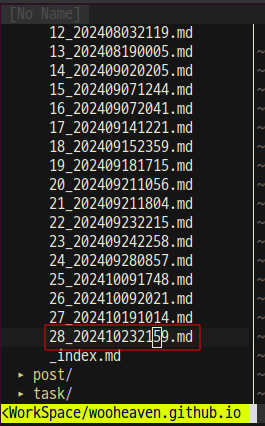 [No Name]
12_202408032119.md
13_202408190005.md
14_202409020205.md
15_202409071244.md
16_202409072041.md
17_202409141221.md
18_202409152359.md
19_202409181715.md
20_202409211056.md
21_202409211804.md
22_202409232215.md
23_202409242258.md
24_202409280857.md
25_202410091748.md
26_202410092021.md
27_202410191014.md
28_202410232159.md
_index.md
▸ post/
▸ task/
<WorkSpace/wooheaven.github.io